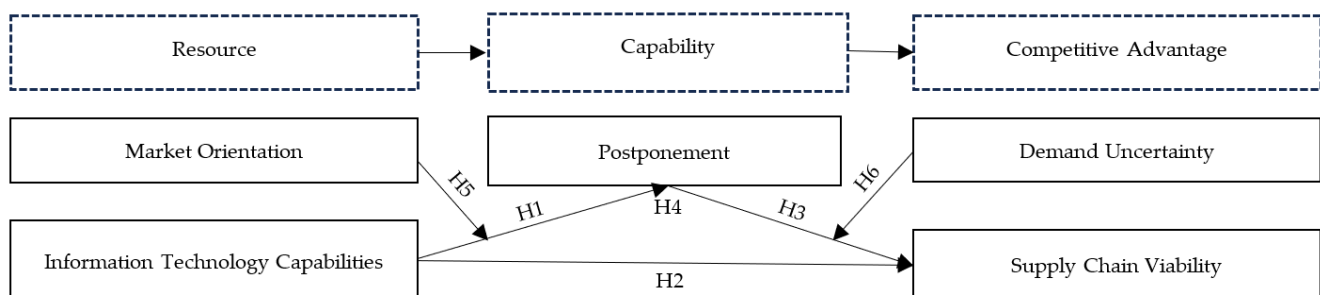 Resource
Capability
Competitive Advantage
Market Orientation
Postponement
Demand Uncertainty
H5
H1
H4
H3
H6
Information Technology Capabilities
H2
Supply Chain Viability